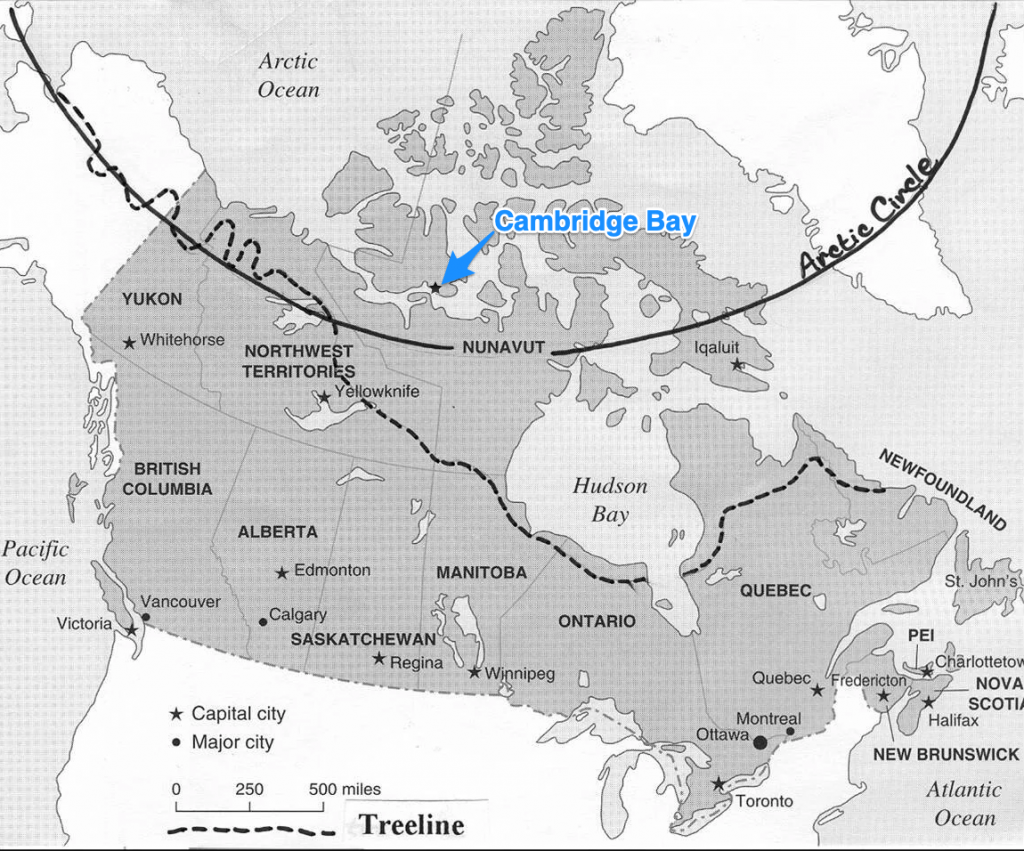 Arctic
Ocean
Cambridge Bay
Arctic Circle
YUKON
Whitehorse
NORTHWEST
TERRITORIES
Yellowknife
NUNAVUT
Iqaluit
BRITISH
COLUMBIA
ALBERTA
Edmonton
Hudson
Bay
NEWFOUNDLAND
Pacific
Ocean
MANITOBA
QUEBEC
St. John's
Vancouver
Victoria
Calgary
SASKATCHEWAN
Regina
Winnipeg
ONTARIO
PEI
Charlottetow
Quebec
Fredericton
NOVA
SCOTIA
Halifax
Montreal
Ottawa
NEW BRUNSWICK
Toronto
Atlantic
Ocean
Capital city
Major city
0 250 500 miles
Treeline